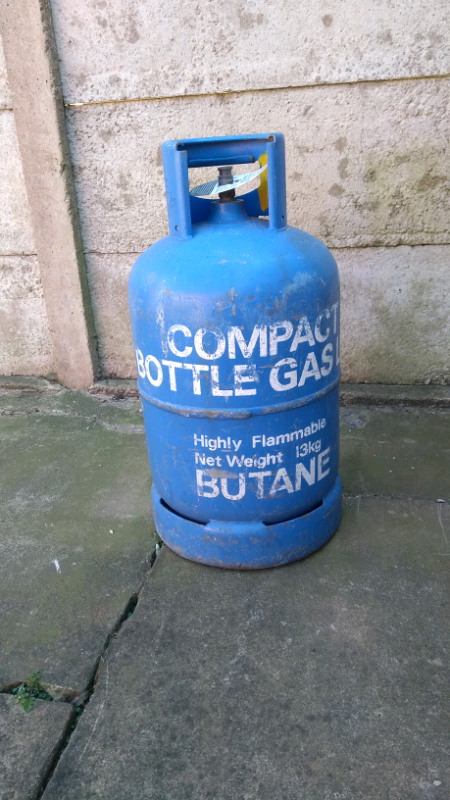 COMPACT
BOTTLE GAS
Highly Flammable
Net Weight 13kg
BUTANE